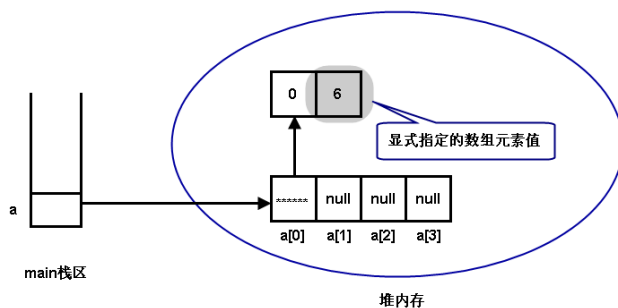 0 6
显式指定的数组元素值
a
****** null null null
a[0] a[1] a[2] a[3]
main栈区
堆内存